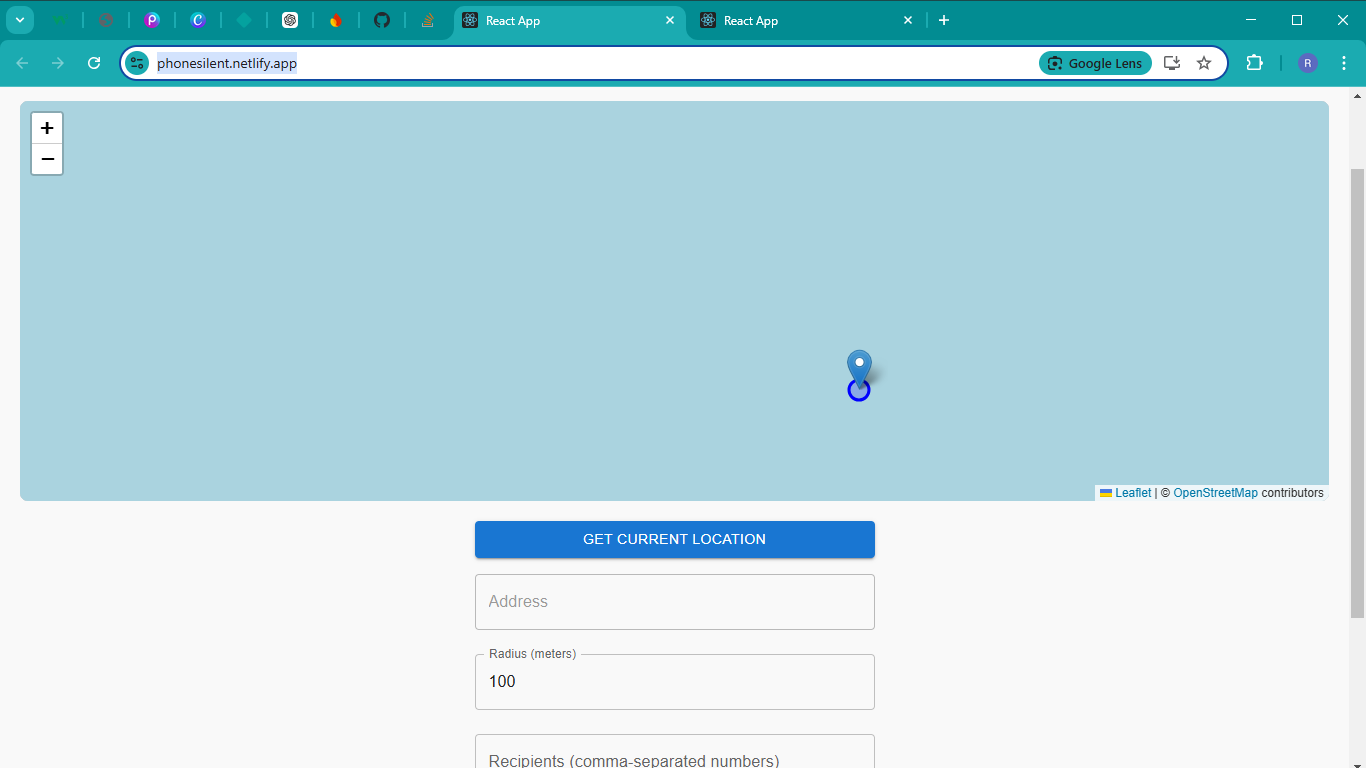 React App
React App
phonesilent.netlify.app
Google Lens
R
+
−
Leaflet | © OpenStreetMap contributors
GET CURRENT LOCATION
Address
Radius (meters)
100
Recipients (comma-separated numbers)